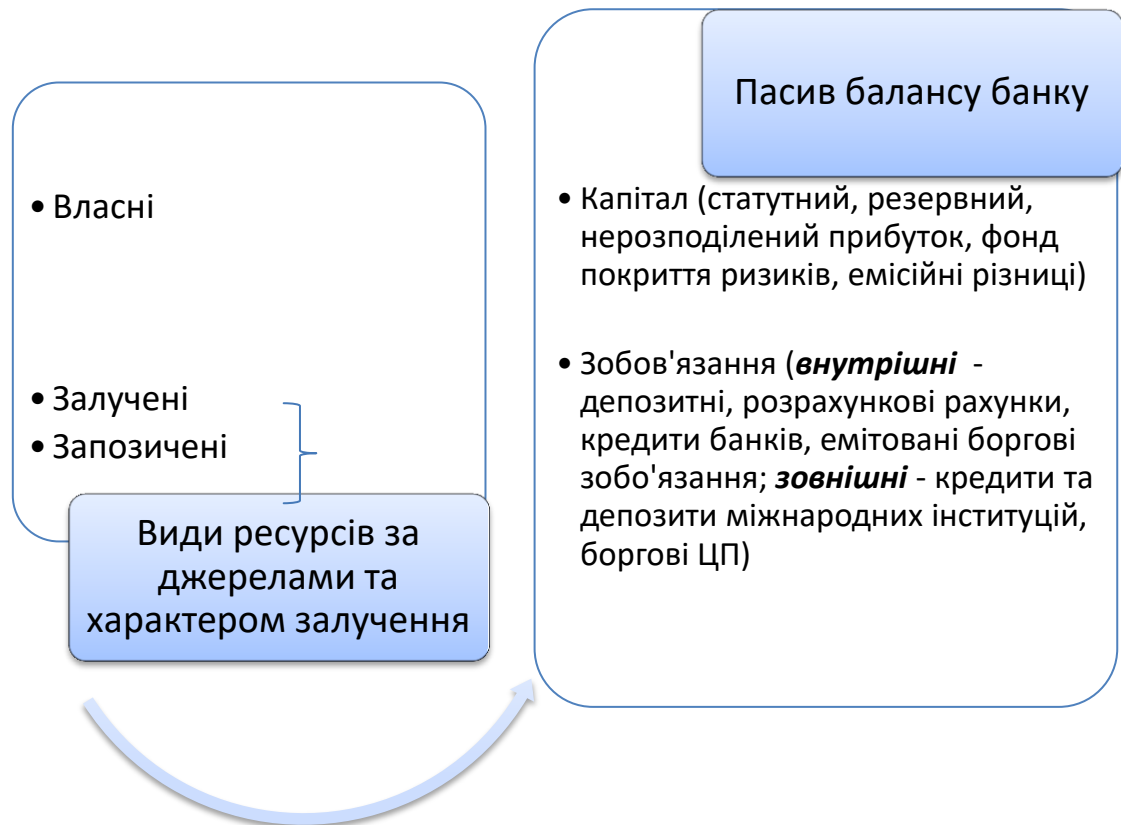 • Власні
• Залучені
• Запозичені
Види ресурсів за
джерелами та
характером залучення
Пасив балансу банку
• Капітал (статутний, резервний,
нерозподілений прибуток, фонд
покриття ризиків, емісійні різниці)
• Зобов'язання (внутрішні -
депозитні, розрахункові рахунки,
кредити банків, емітовані боргові
зобо'язання; зовнішні - кредити та
депозити міжнародних інституцій,
боргові ЦП)